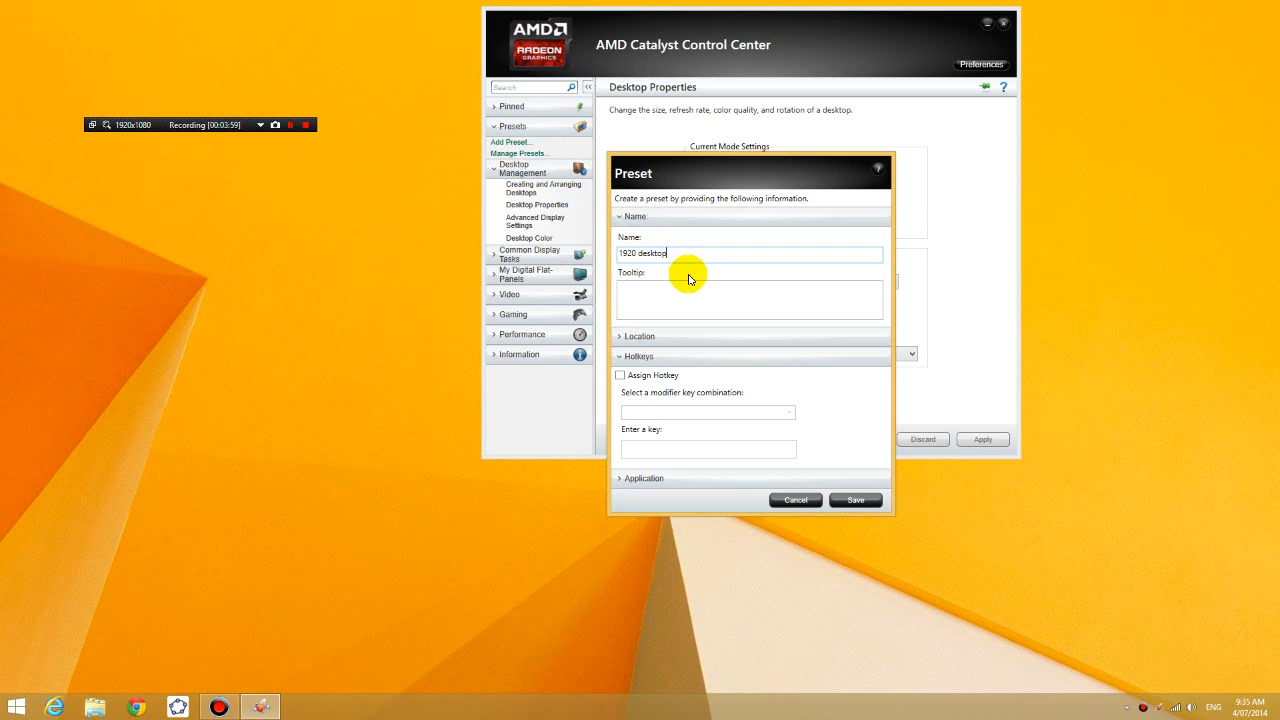 AMD
RADEON
GRAPHICS
AMD Catalyst Control Center
Preferences
Search
<<
Desktop Properties
?
Pinned
Change the size, refresh rate, color quality, and rotation of a desktop.
1920x1080 Recording [00:03:59]
Presets
Add Preset...
Manage Presets...
Desktop
Management
Creating and Arranging
Desktops
Desktop Properties
Advanced Display
Settings
Desktop Color
Common Display
Tasks
My Digital Flat-
Panels
Video
Gaming
Performance
Information
Current Mode Settings
Preset
?
Create a preset by providing the following information.
Name
Name:
1920 desktop
Tooltip:
Location
Hotkeys
Assign Hotkey
Select a modifier key combination:
Enter a key:
Application
Cancel
Save
Discard
Apply
ENG
9:35 AM
4/07/2014